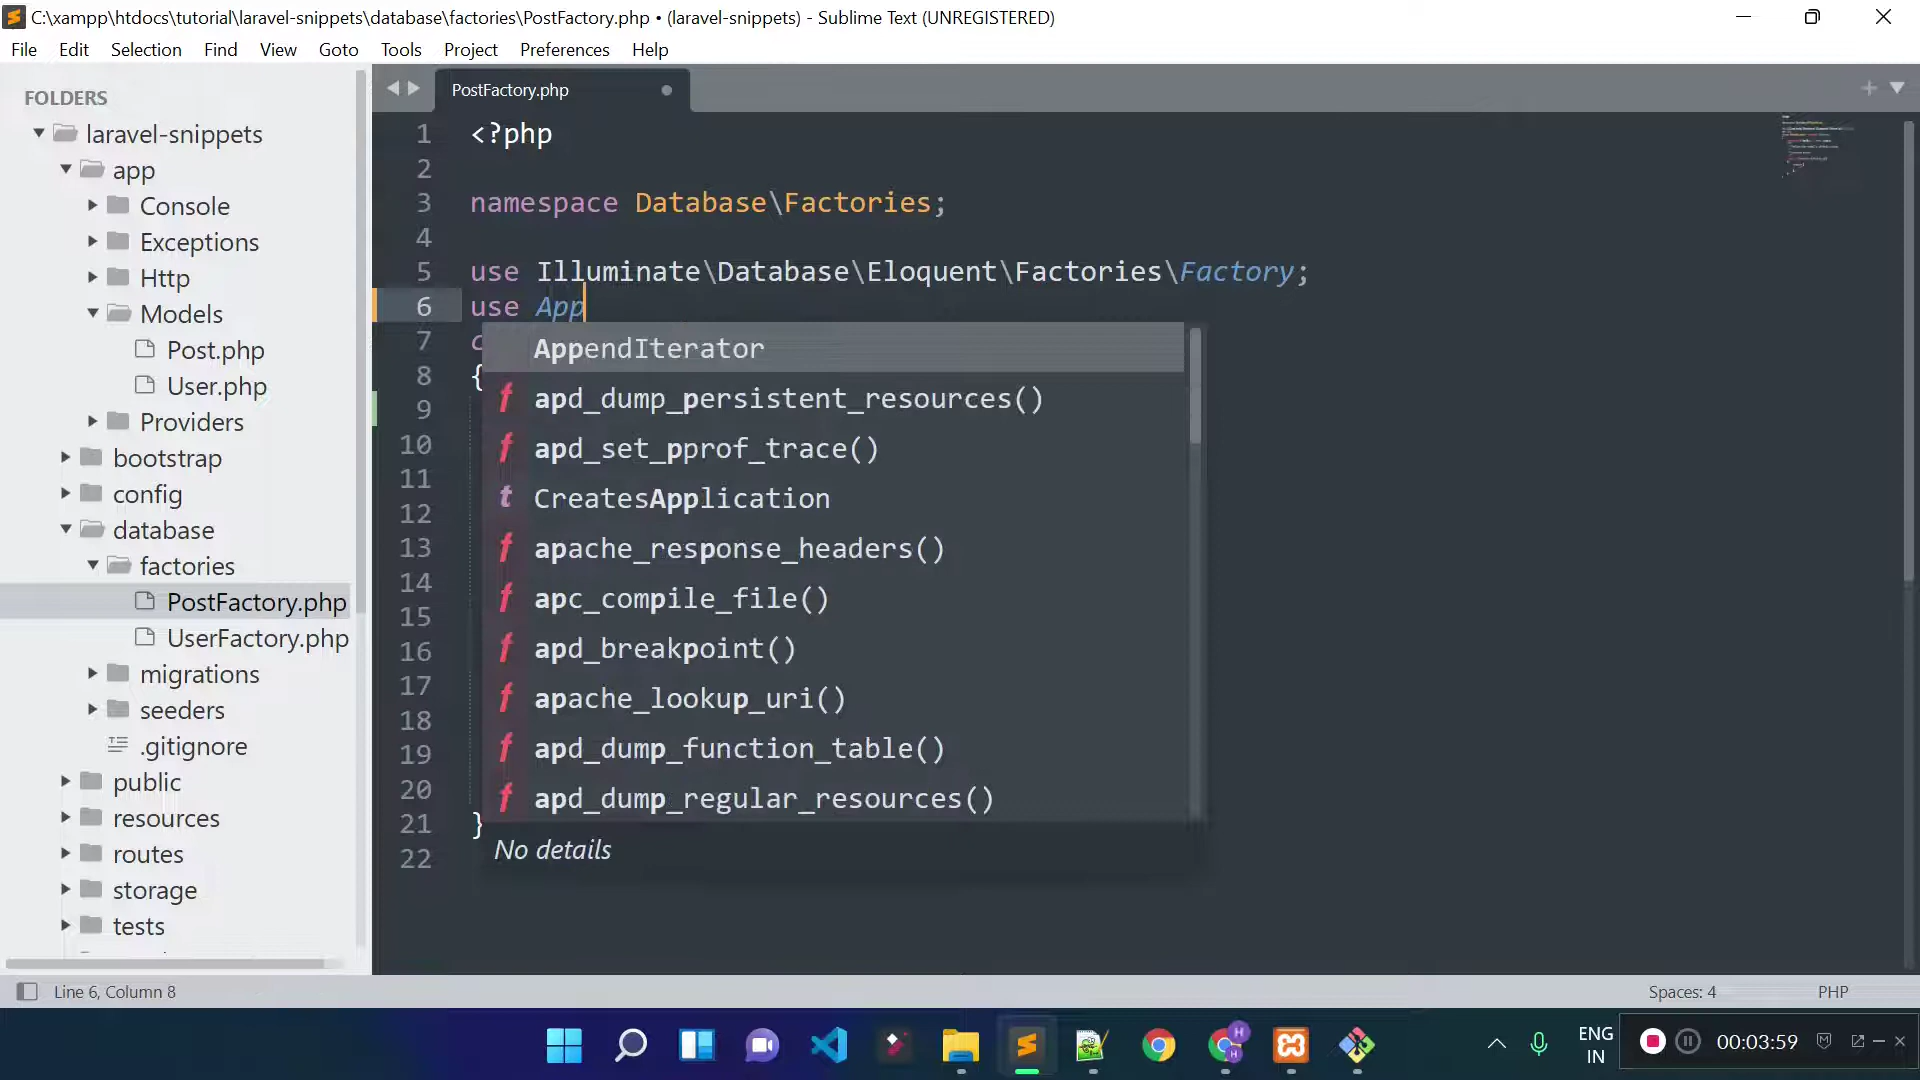 C:\xampp\htdocs\tutorial\laravel-snippets\database\factories\PostFactory.php • (laravel-snippets) - Sublime Text (UNREGISTERED)
File Edit Selection Find View Goto Tools Project Preferences Help
FOLDERS
laravel-snippets
app
Console
Exceptions
Http
Models
Post.php
User.php
Providers
bootstrap
config
database
factories
PostFactory.php
UserFactory.php
migrations
seeders
.gitignore
public
resources
routes
storage
tests
PostFactory.php
1 <?php
2
3 namespace Database\Factories;
4
5 use Illuminate\Database\Eloquent\Factories\Factory;
6 use App
7 c
8 {
9
10
11
12
13
14
15
16
17
18
19
20
21 }
22
AppendIterator
f apd_dump_persistent_resources()
f apd_set_pprof_trace()
t CreatesApplication
f apache_response_headers()
f apc_compile_file()
f apd_breakpoint()
f apache_lookup_uri()
f apd_dump_function_table()
f apd_dump_regular_resources()
No details
Line 6, Column 8
Spaces: 4
PHP
ENG
IN
00:03:59